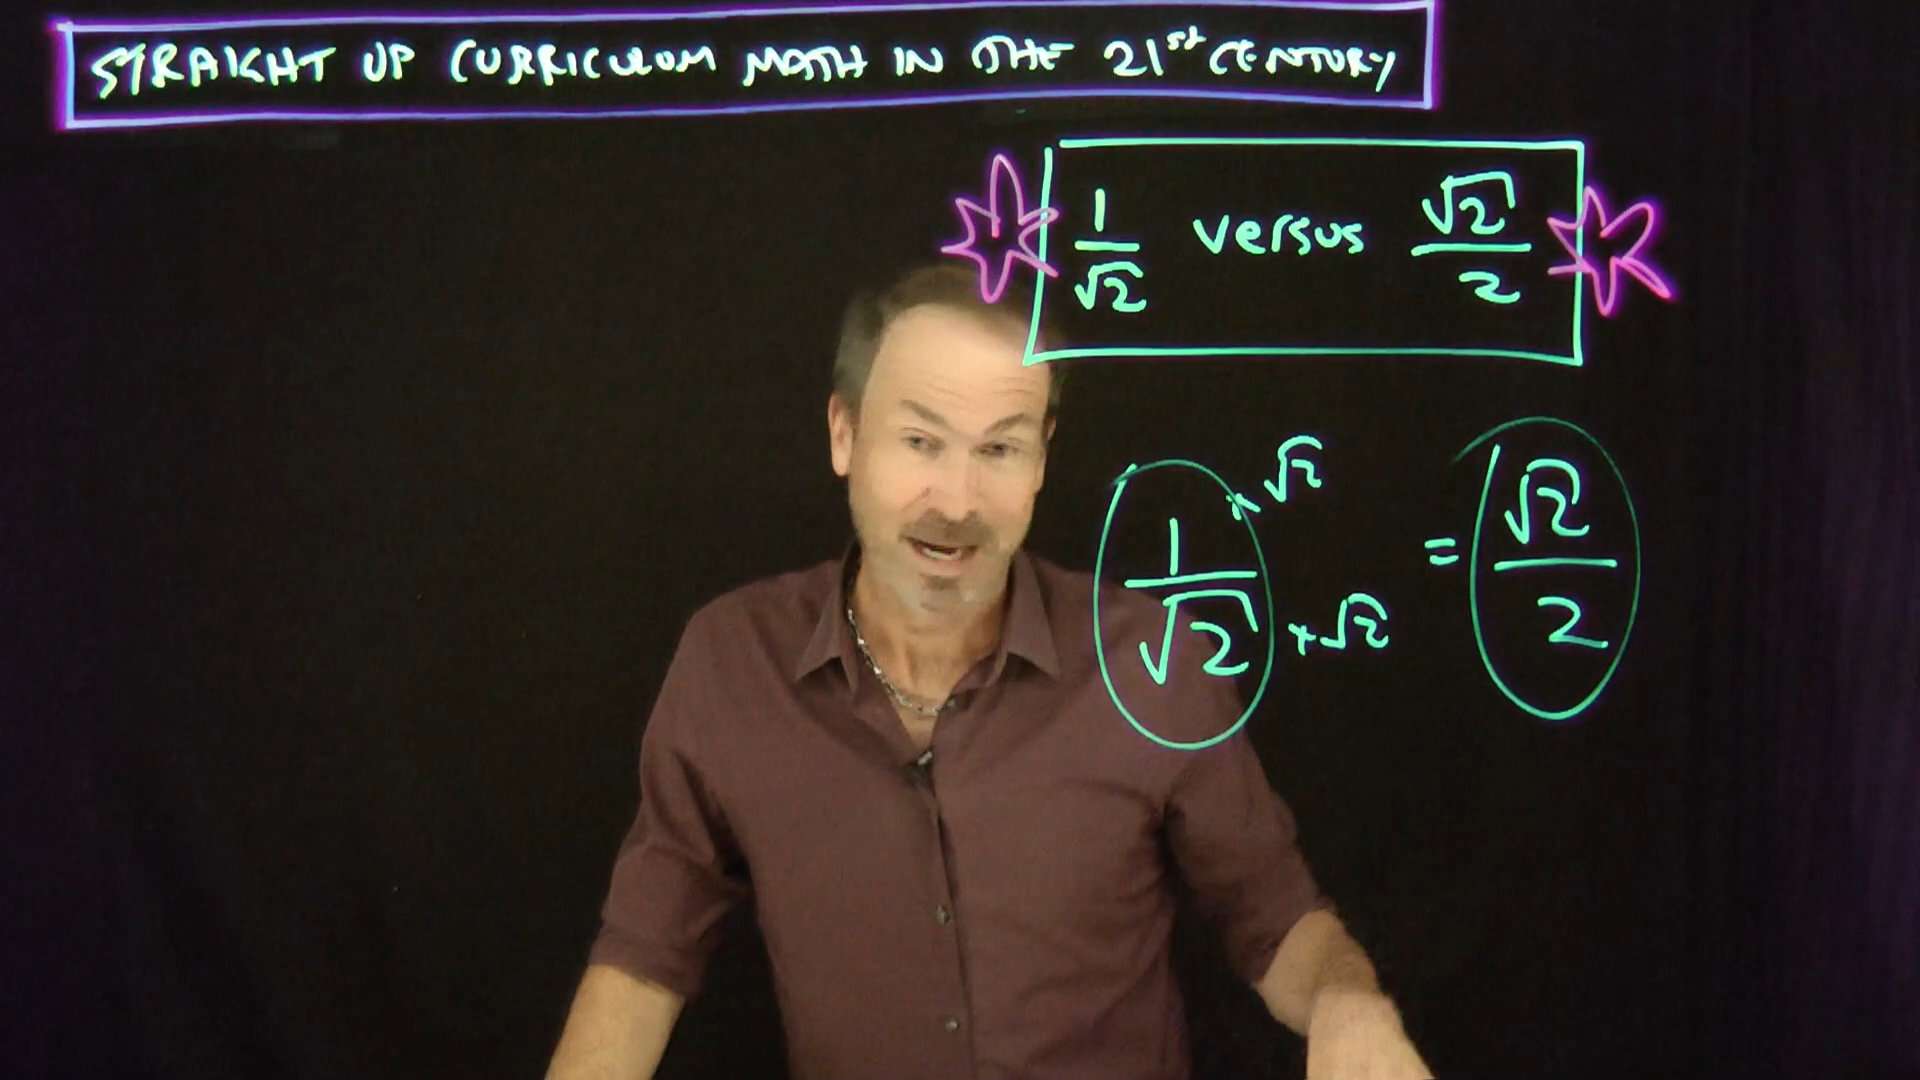 STRAIGHT UP CURRICULUM MATH IN THE 21st CENTURY
1/√2 versus √2/2
1/√2 × √2 × √2 = √2/2